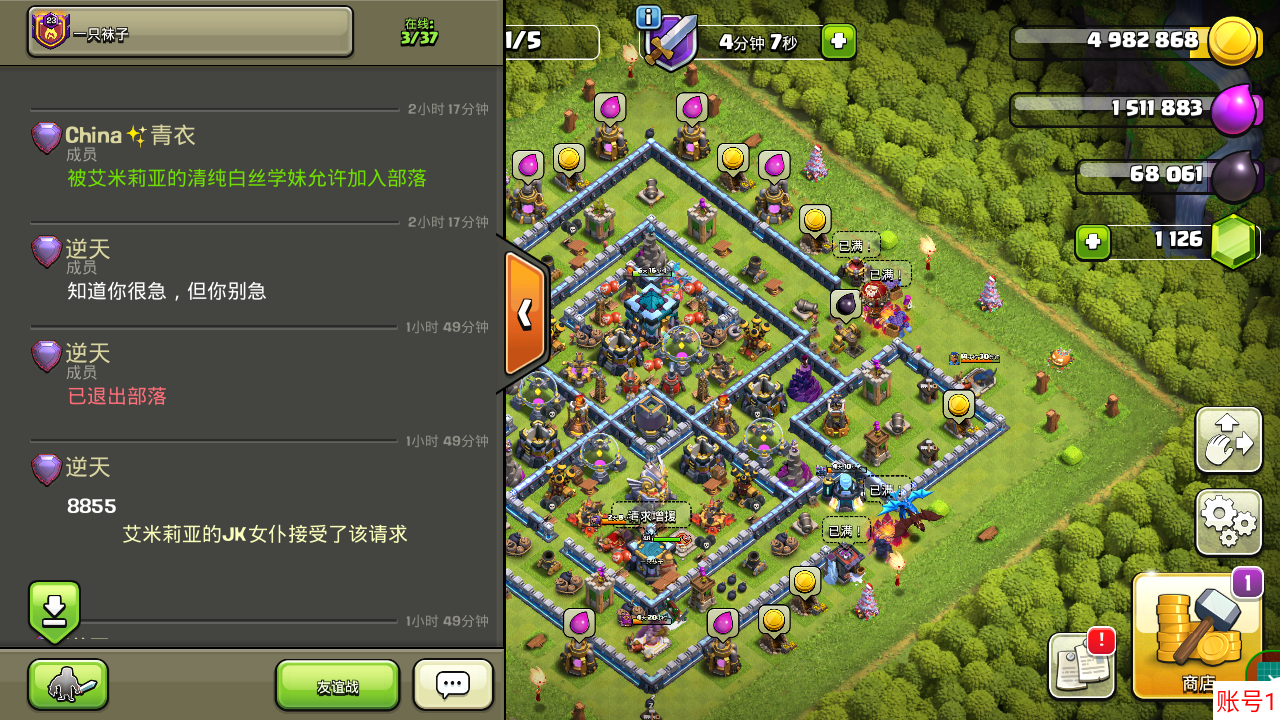 23
一只袜子
在线:
3/37
2小时 17分钟
China✨青衣
成员
被艾米莉亚的清纯白丝学妹允许加入部落
2小时 17分钟
逆天
成员
知道你很急，但你别急
1小时 49分钟
逆天
成员
已退出部落
1小时 49分钟
逆天
8855
艾米莉亚的JK女仆接受了该请求
1小时 49分钟
友谊战
1/5
4分钟 7秒
4 982 868
1 511 883
68 061
1 126
已满！
已满！
已满！
已满！
请求增援
1
!
商店
账号1